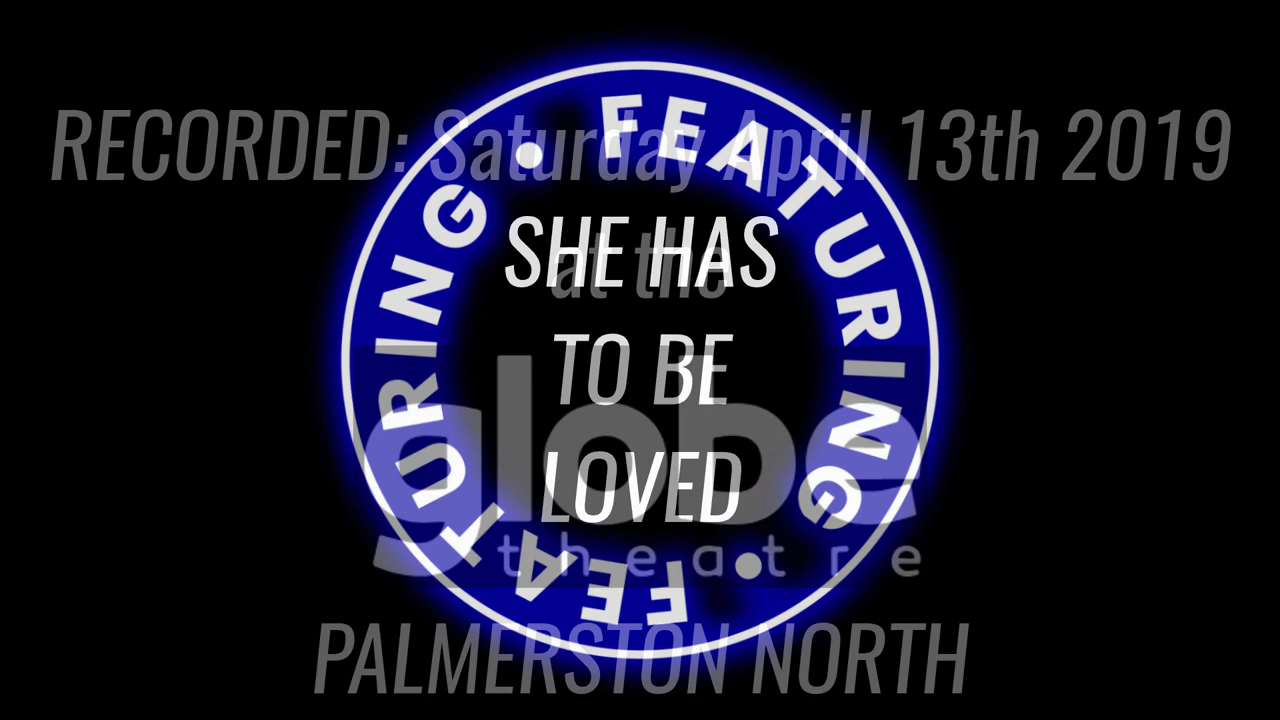 RECORDED: Saturday April 13th 2019
at the
globe
theatre
PALMERSTON NORTH
• FEATURING • FEATURING
SHE HAS
TO BE
LOVED